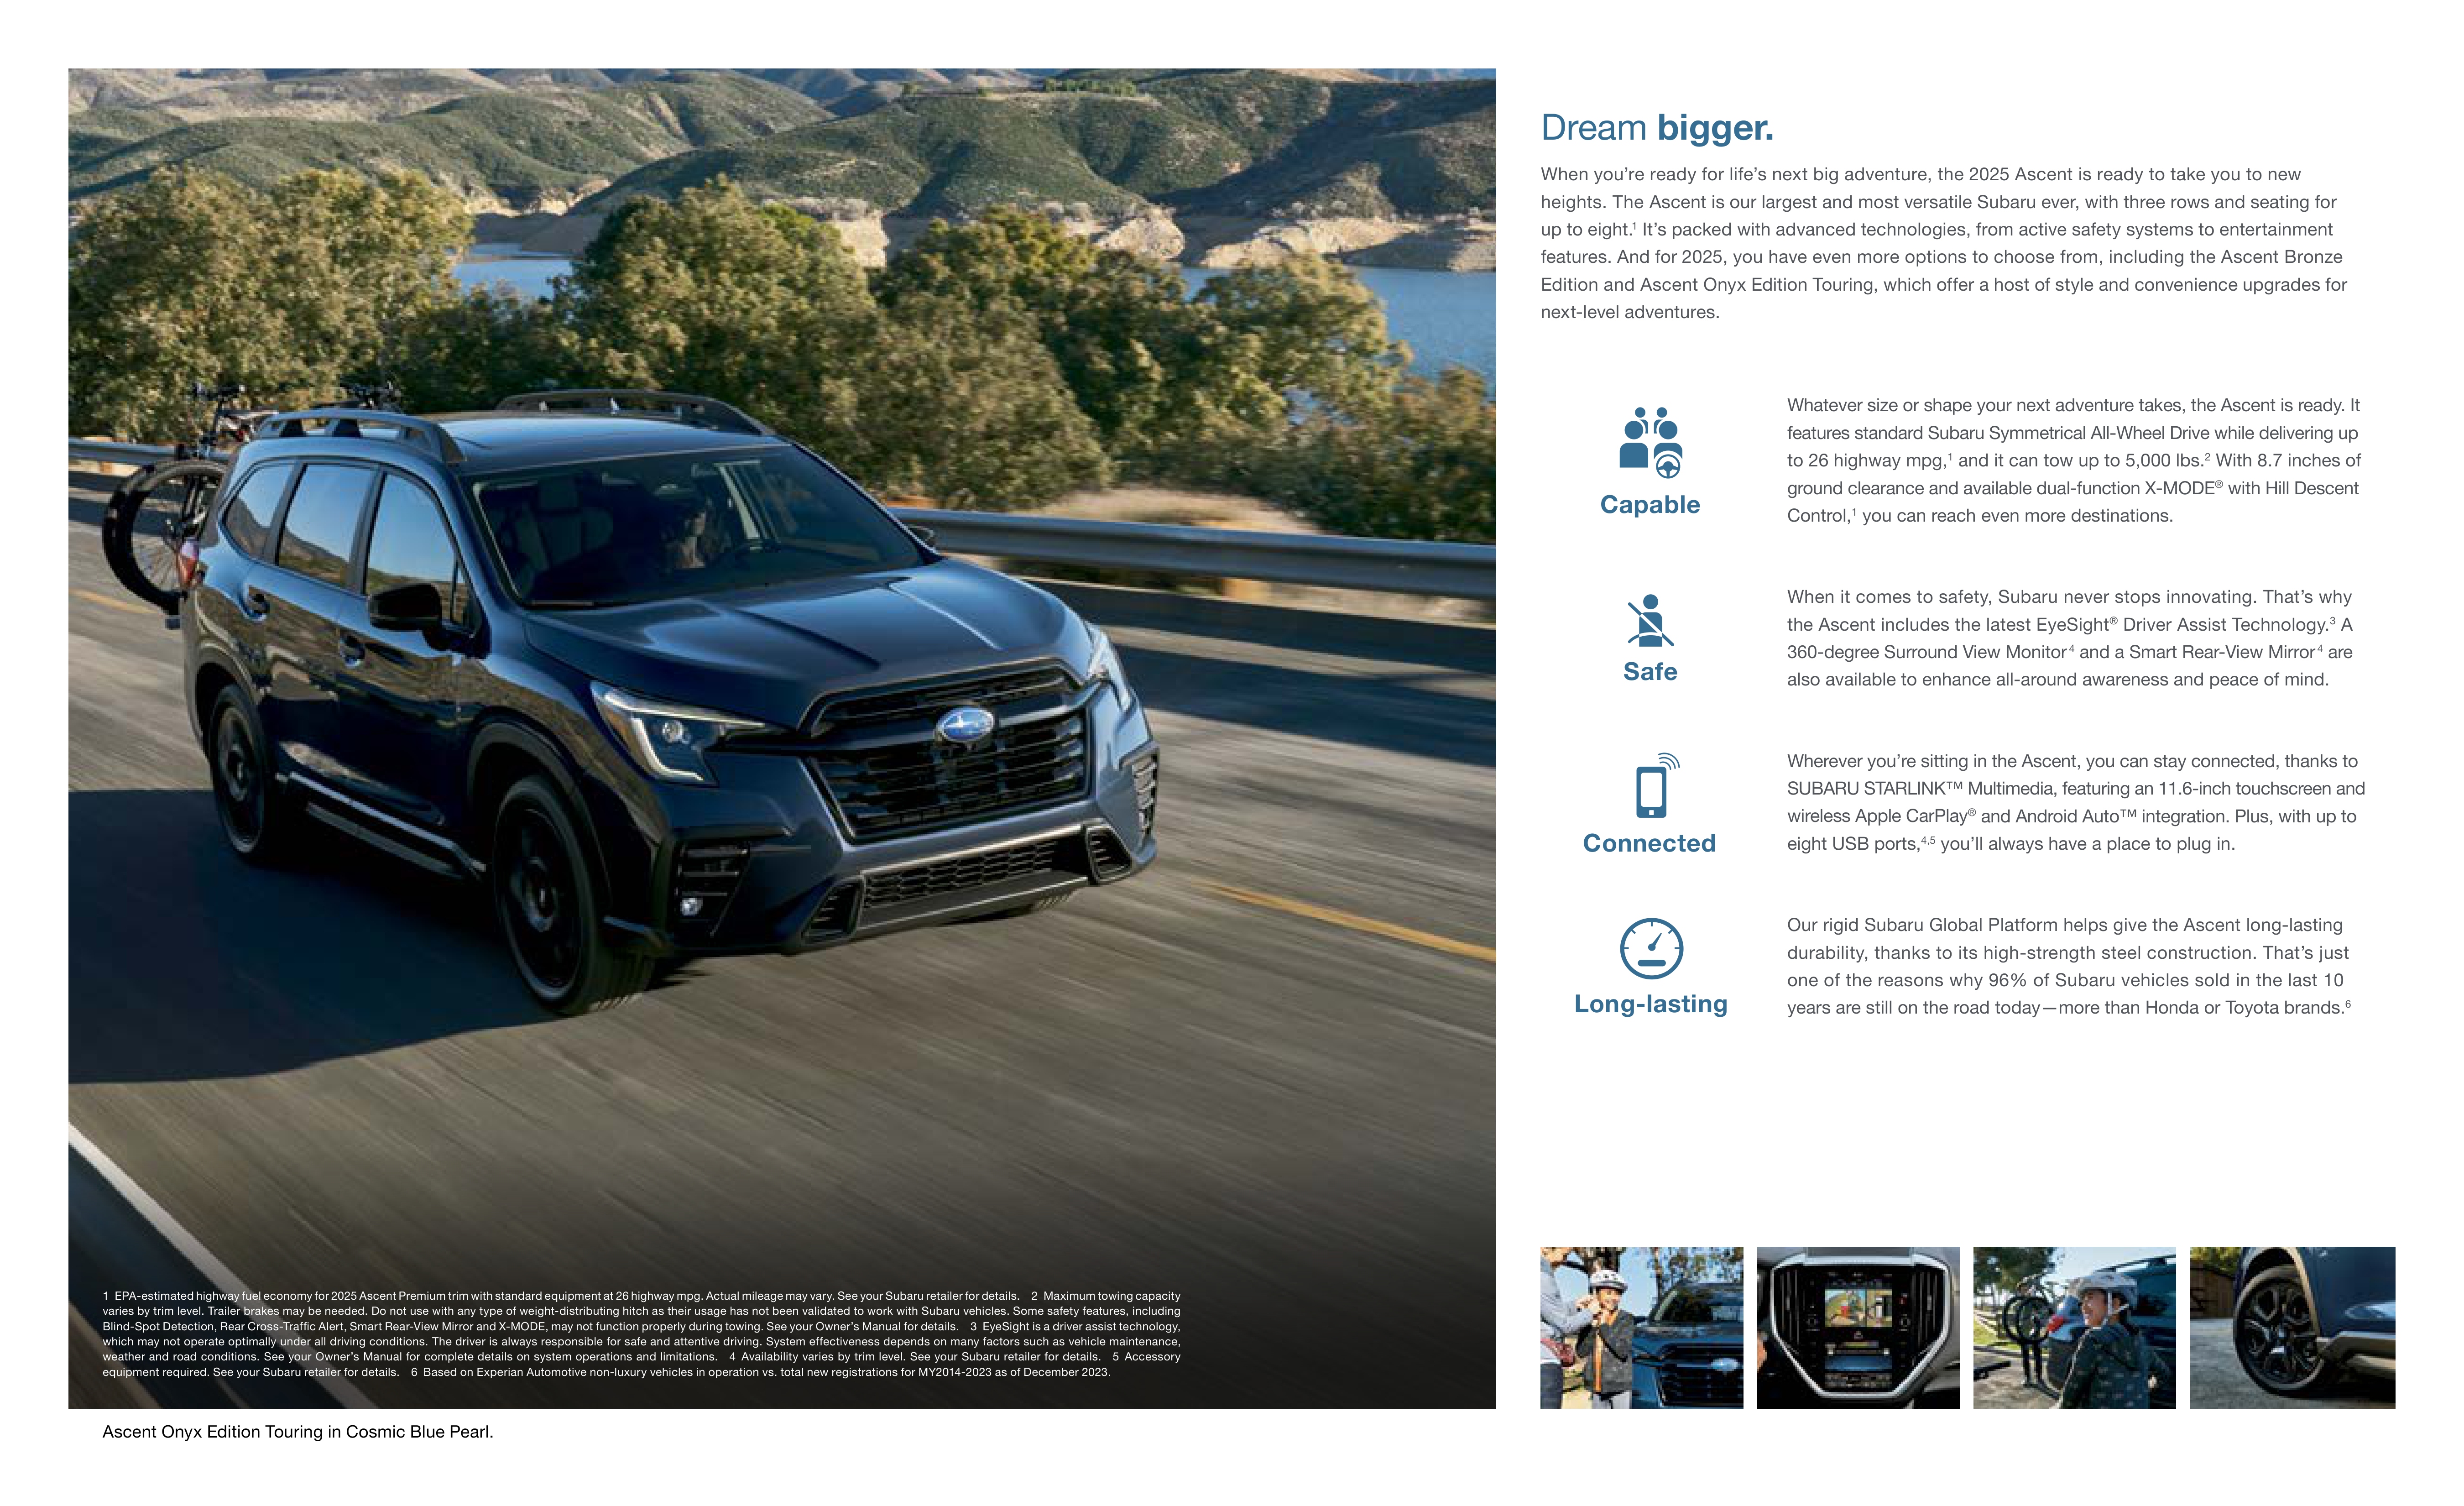 Dream bigger.
When you’re ready for life’s next big adventure, the 2025 Ascent is ready to take you to new
heights. The Ascent is our largest and most versatile Subaru ever, with three rows and seating for
up to eight.¹ It’s packed with advanced technologies, from active safety systems to entertainment
features. And for 2025, you have even more options to choose from, including the Ascent Bronze
Edition and Ascent Onyx Edition Touring, which offer a host of style and convenience upgrades for
next-level adventures.
Capable
Whatever size or shape your next adventure takes, the Ascent is ready. It
features standard Subaru Symmetrical All-Wheel Drive while delivering up
to 26 highway mpg,¹ and it can tow up to 5,000 lbs.² With 8.7 inches of
ground clearance and available dual-function X-MODE® with Hill Descent
Control,¹ you can reach even more destinations.
Safe
When it comes to safety, Subaru never stops innovating. That’s why
the Ascent includes the latest EyeSight® Driver Assist Technology.³ A
360-degree Surround View Monitor⁴ and a Smart Rear-View Mirror⁴ are
also available to enhance all-around awareness and peace of mind.
Connected
Wherever you’re sitting in the Ascent, you can stay connected, thanks to
SUBARU STARLINK™ Multimedia, featuring an 11.6-inch touchscreen and
wireless Apple CarPlay® and Android Auto™ integration. Plus, with up to
eight USB ports,⁴,⁵ you’ll always have a place to plug in.
Long-lasting
Our rigid Subaru Global Platform helps give the Ascent long-lasting
durability, thanks to its high-strength steel construction. That’s just
one of the reasons why 96% of Subaru vehicles sold in the last 10
years are still on the road today—more than Honda or Toyota brands.⁶
1 EPA-estimated highway fuel economy for 2025 Ascent Premium trim with standard equipment at 26 highway mpg. Actual mileage may vary. See your Subaru retailer for details. 2 Maximum towing capacity
varies by trim level. Trailer brakes may be needed. Do not use with any type of weight-distributing hitch as their usage has not been validated to work with Subaru vehicles. Some safety features, including
Blind-Spot Detection, Rear Cross-Traffic Alert, Smart Rear-View Mirror and X-MODE, may not function properly during towing. See your Owner’s Manual for details. 3 EyeSight is a driver assist technology,
which may not operate optimally under all driving conditions. The driver is always responsible for safe and attentive driving. System effectiveness depends on many factors such as vehicle maintenance,
weather and road conditions. See your Owner’s Manual for complete details on system operations and limitations. 4 Availability varies by trim level. See your Subaru retailer for details. 5 Accessory
equipment required. See your Subaru retailer for details. 6 Based on Experian Automotive non-luxury vehicles in operation vs. total new registrations for MY2014-2023 as of December 2023.
Ascent Onyx Edition Touring in Cosmic Blue Pearl.